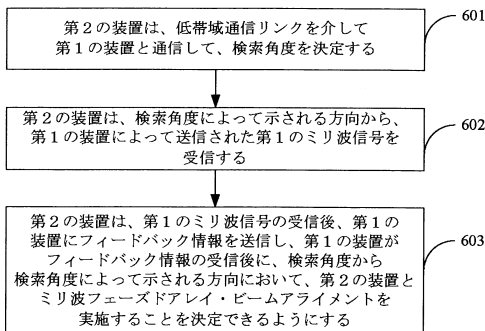 第２の装置は、低帯域通信リンクを介して
第１の装置と通信して、検索角度を決定する
601
第２の装置は、検索角度によって示される方向から、
第１の装置によって送信された第１のミリ波信号を
受信する
602
第２の装置は、第１のミリ波信号の受信後、第１の
装置にフィードバック情報を送信し、第１の装置が
フィードバック情報の受信後に、検索角度から
検索角度によって示される方向において、第２の装置と
ミリ波フェーズドアレイ・ビームアライメントを
実施することを決定できるようにする
603